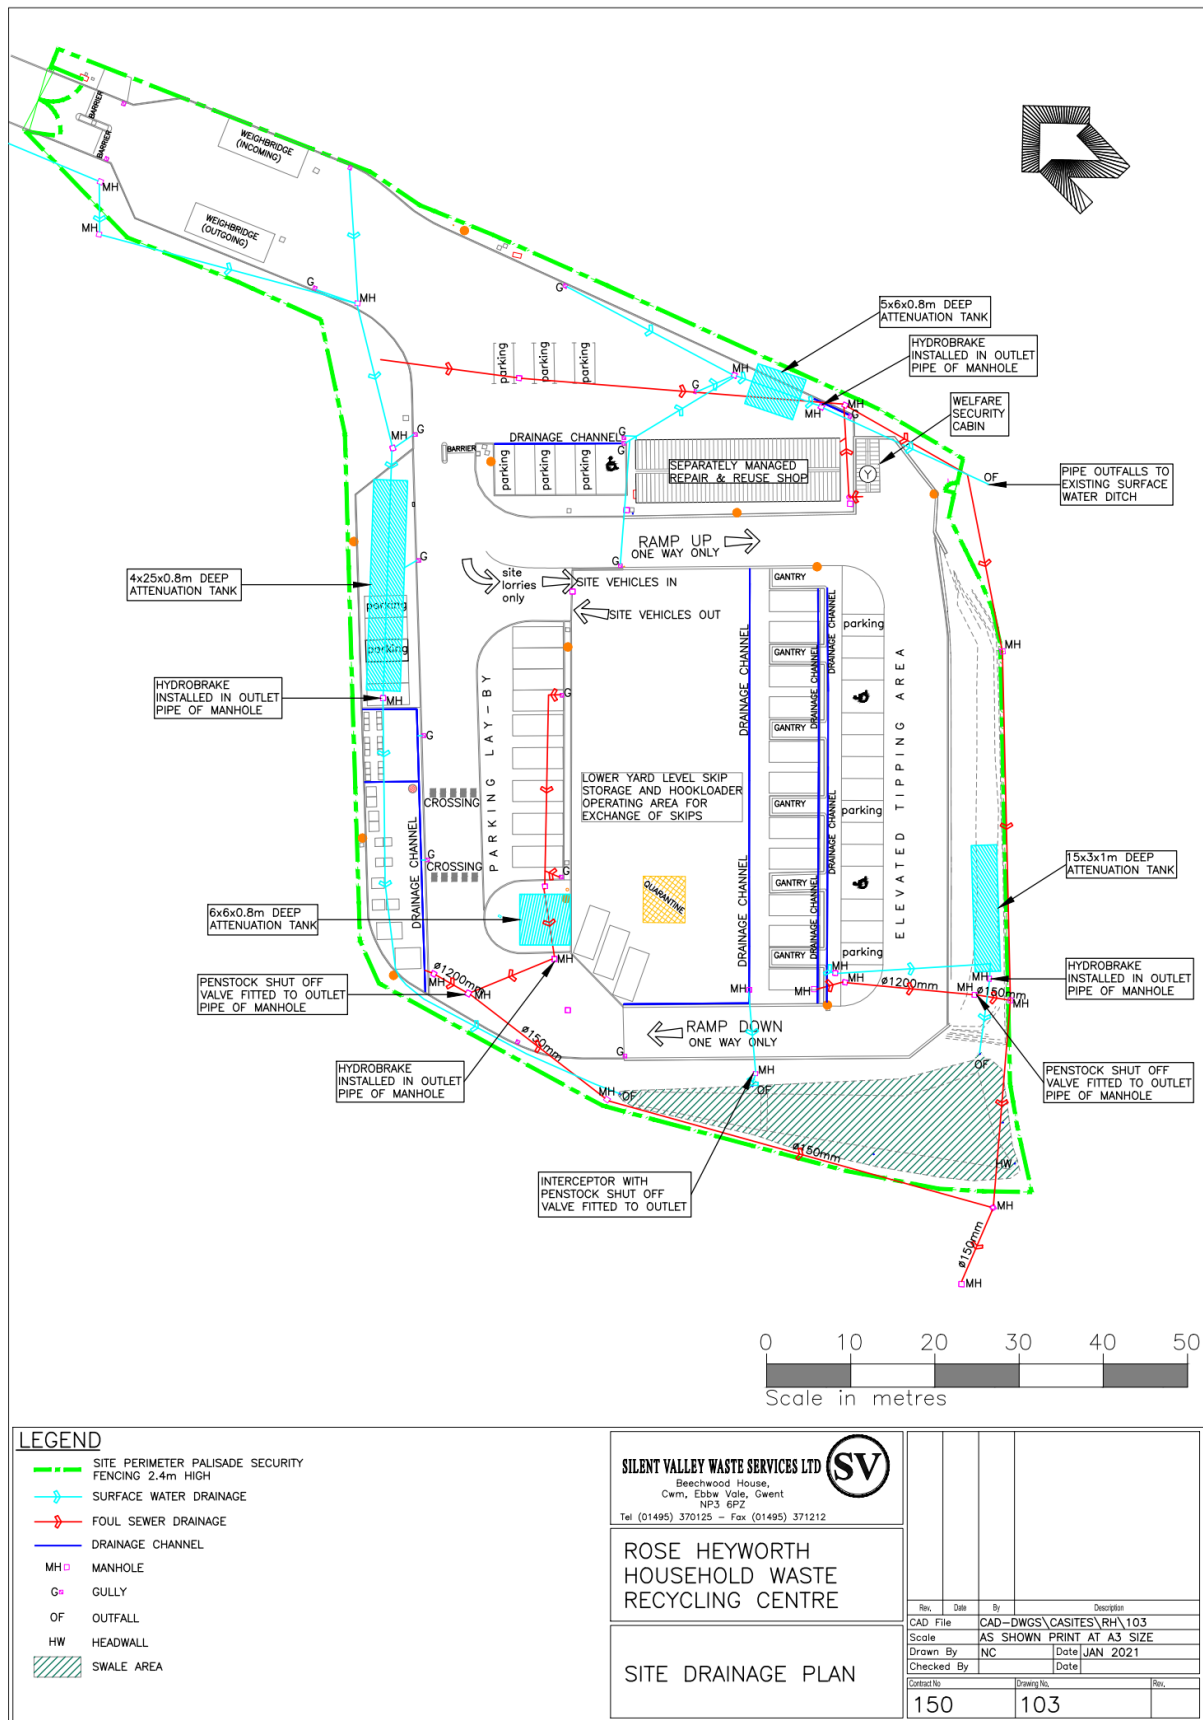 BARRIER
BARRIER
WEIGHBRIDGE
(INCOMING)
MH
WEIGHBRIDGE
(OUTGOING)
MH
G
MH
G
5x6x0.8m DEEP
ATTENUATION TANK
HYDROBRAKE
INSTALLED IN OUTLET
PIPE OF MANHOLE
parking
parking
parking
MH
G
MH
MH
G
WELFARE
SECURITY
CABIN
MH
G
BARRIER
DRAINAGE CHANNEL
G
G
parking
parking
SEPARATELY MANAGED
REPAIR & REUSE SHOP
Y
OF
PIPE OUTFALLS TO
EXISTING SURFACE
WATER DITCH
RAMP UP
ONE WAY ONLY
G
G
site
lorries
only
SITE VEHICLES IN
SITE VEHICLES OUT
4x25x0.8m DEEP
ATTENUATION TANK
parking
parking
GANTRY
DRAINAGE CHANNEL
parking
MH
GANTRY
DRAINAGE CHANNEL
DRAINAGE CHANNEL
HYDROBRAKE
INSTALLED IN OUTLET
PIPE OF MANHOLE
MH
G
G
GANTRY
PARKING LAY-BY
ELEVATED TIPPING AREA
LOWER YARD LEVEL SKIP
STORAGE AND HOOKLOADER
OPERATING AREA FOR
EXCHANGE OF SKIPS
CROSSING
GANTRY
parking
DRAINAGE CHANNEL
DRAINAGE CHANNEL
G
CROSSING
G
QUARANTINE
GANTRY
DRAINAGE CHANNEL
DRAINAGE CHANNEL
15x3x1m DEEP
ATTENUATION TANK
6x6x0.8m DEEP
ATTENUATION TANK
GANTRY
parking
MH
MH
MH
ø1200mm
MH
MH
MH
ø1200mm
MH
ø150mm
MH
MH
HYDROBRAKE
INSTALLED IN OUTLET
PIPE OF MANHOLE
PENSTOCK SHUT OFF
VALVE FITTED TO OUTLET
PIPE OF MANHOLE
ø150mm
RAMP DOWN
ONE WAY ONLY
G
HYDROBRAKE
INSTALLED IN OUTLET
PIPE OF MANHOLE
MH
OF
MH
OF
OF
PENSTOCK SHUT OFF
VALVE FITTED TO OUTLET
PIPE OF MANHOLE
ø150mm
HW
INTERCEPTOR WITH
PENSTOCK SHUT OFF
VALVE FITTED TO OUTLET
MH
ø150mm
MH
0 10 20 30 40 50
Scale in metres
LEGEND
SITE PERIMETER PALISADE SECURITY
FENCING 2.4m HIGH
SURFACE WATER DRAINAGE
FOUL SEWER DRAINAGE
DRAINAGE CHANNEL
MH MANHOLE
G GULLY
OF OUTFALL
HW HEADWALL
SWALE AREA
SILENT VALLEY WASTE SERVICES LTD
SV
Beechwood House,
Cwm, Ebbw Vale, Gwent
NP3 6PZ
Tel (01495) 370125 - Fax (01495) 371212
ROSE HEYWORTH
HOUSEHOLD WASTE
RECYCLING CENTRE
SITE DRAINAGE PLAN
Rev. Date By Description
CAD File CAD-DWGS\CASITES\RH\103
Scale AS SHOWN PRINT AT A3 SIZE
Drawn By NC Date JAN 2021
Checked By Date
Contract No Drawing No. Rev.
150 103